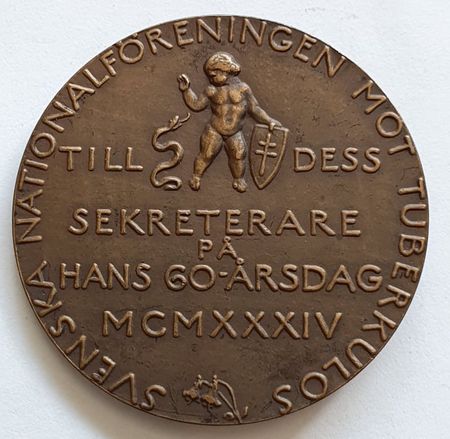 SVENSKA NATIONALFÖRENINGEN MOT TUBERKULOS
TILL DESS
SEKRETERARE
PÅ
HANS 60-ÅRSDAG
MCMXXXIV